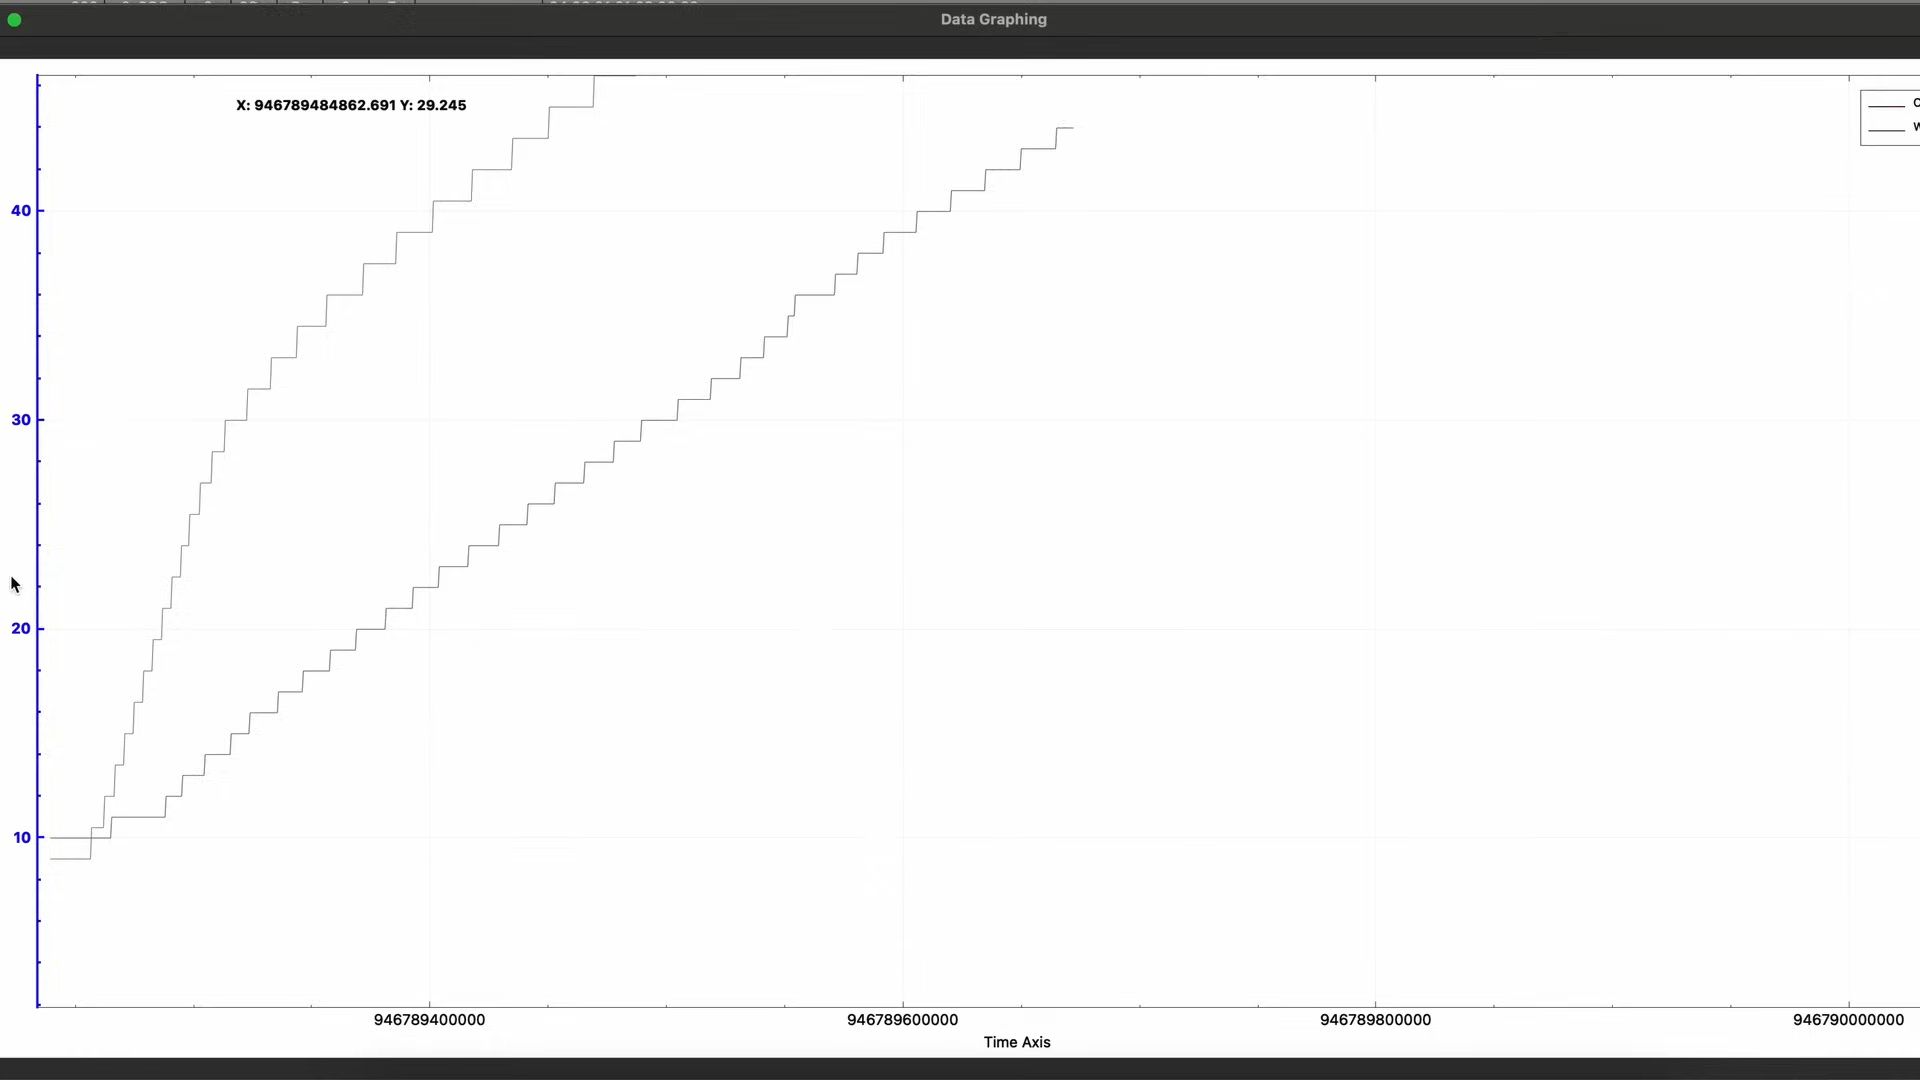 Data Graphing
X: 946789484862.691 Y: 29.245
40
30
20
10
946789400000
946789600000
946789800000
946790000000
Time Axis